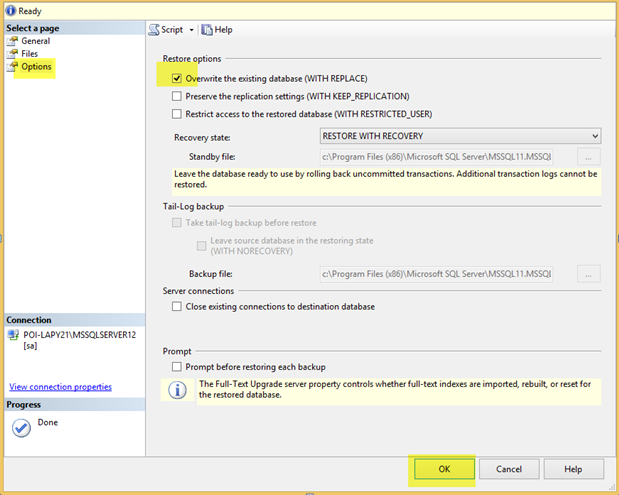 Ready
Select a page
General
Files
Options
Script
Help
Restore options
Overwrite the existing database (WITH REPLACE)
Preserve the replication settings (WITH KEEP_REPLICATION)
Restrict access to the restored database (WITH RESTRICTED_USER)
Recovery state:
RESTORE WITH RECOVERY
Standby file:
c:\Program Files (x86)\Microsoft SQL Server\MSSQL11.MSSQL
...
Leave the database ready to use by rolling back uncommitted transactions. Additional transaction logs cannot be
restored.
Tail-Log backup
Take tail-log backup before restore
Leave source database in the restoring state
(WITH NORECOVERY)
Backup file:
c:\Program Files (x86)\Microsoft SQL Server\MSSQL11.MSSQL
...
Server connections
Close existing connections to destination database
Prompt
Prompt before restoring each backup
The Full-Text Upgrade server property controls whether full-text indexes are imported, rebuilt, or reset for
the restored database.
Connection
POI-LAPY21\MSSQLSERVER12
[sa]
View connection properties
Progress
Done
OK
Cancel
Help